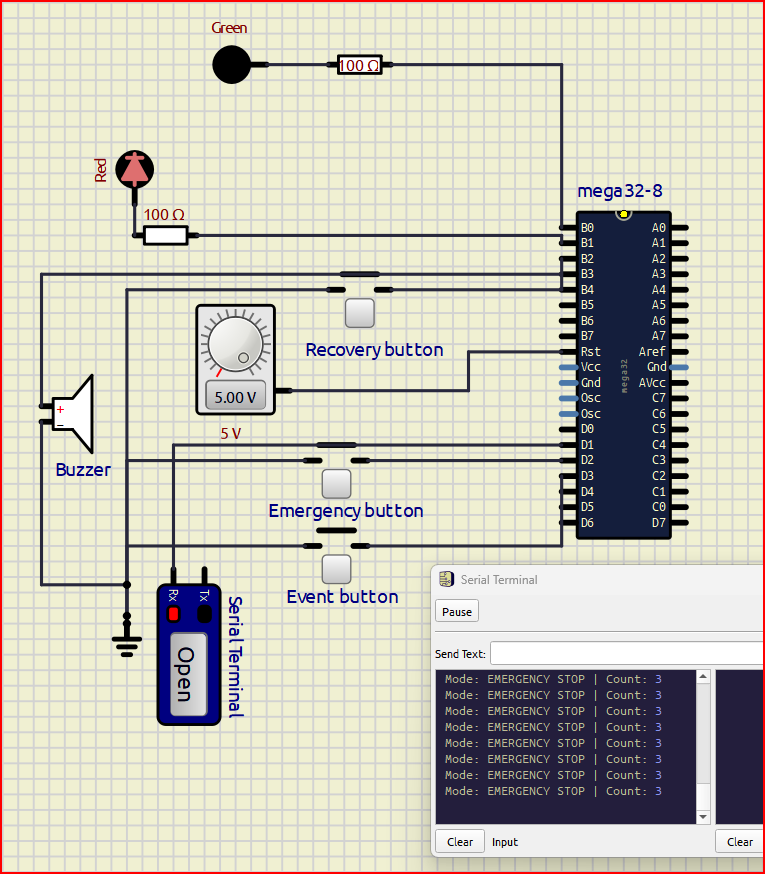 Green
100 Ω
Red
100 Ω
mega32-8
B0 A0
B1 A1
B2 A2
B3 A3
B4 A4
B5 A5
B6 A6
B7 A7
Rst Aref
Vcc Gnd
Gnd AVcc
Osc C7
Osc C6
D0 C5
D1 C4
D2 C3
D3 C2
D4 C1
D5 C0
D6 D7
mega32
Recovery button
5.00 V
5 V
+
−
Buzzer
Emergency button
Event button
Rx Tx
Open
Serial Terminal
Serial Terminal
Pause
Send Text:
Mode: EMERGENCY STOP | Count: 3
Mode: EMERGENCY STOP | Count: 3
Mode: EMERGENCY STOP | Count: 3
Mode: EMERGENCY STOP | Count: 3
Mode: EMERGENCY STOP | Count: 3
Mode: EMERGENCY STOP | Count: 3
Mode: EMERGENCY STOP | Count: 3
Mode: EMERGENCY STOP | Count: 3
Clear Input Clear